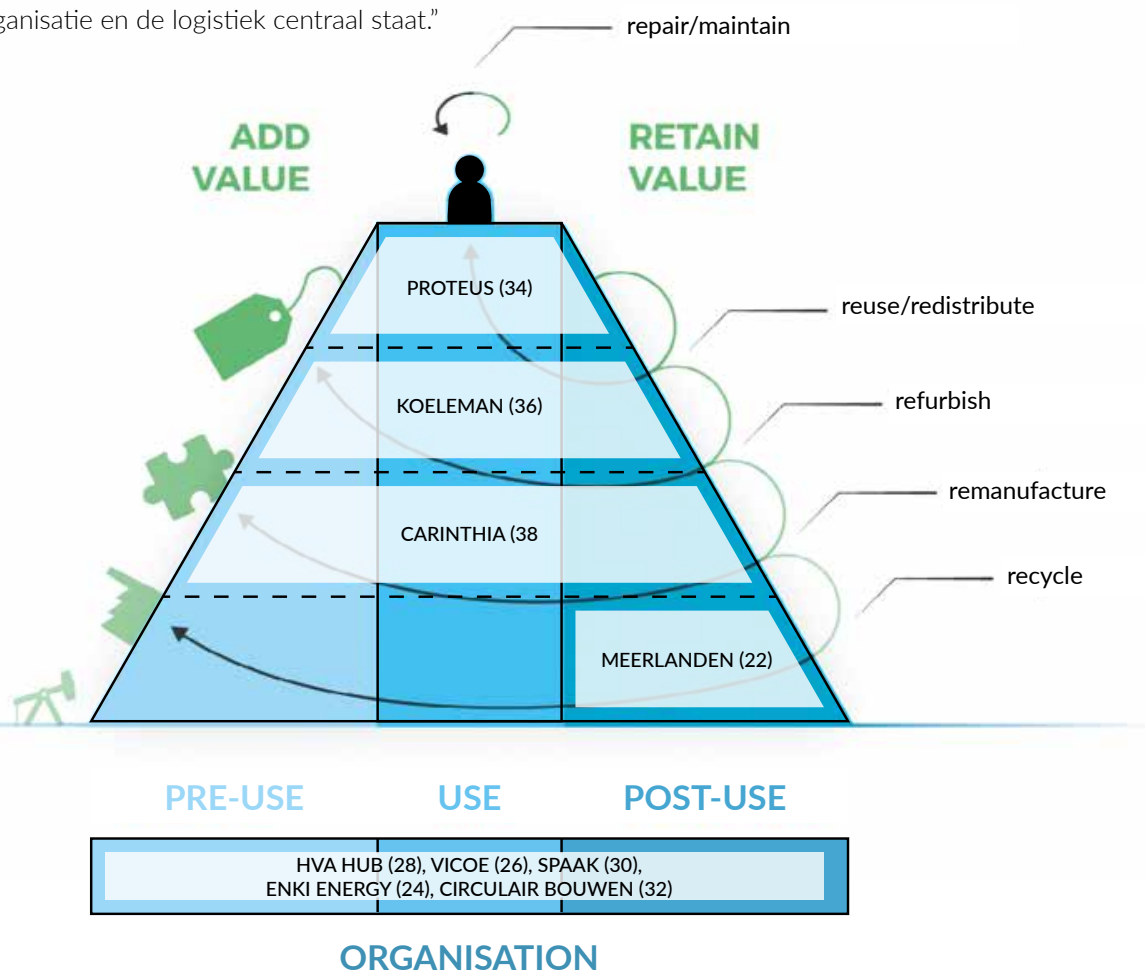 ganisatie en de logistiek centraal staat.”
repair/maintain
ADD
VALUE
RETAIN
VALUE
PROTEUS (34)
reuse/redistribute
KOELEMAN (36)
refurbish
remanufacture
CARINTHIA (38
recycle
MEERLANDEN (22)
PRE-USE
USE
POST-USE
HVA HUB (28), VICOE (26), SPAAK (30),
ENKI ENERGY (24), CIRCULAIR BOUWEN (32)
ORGANISATION